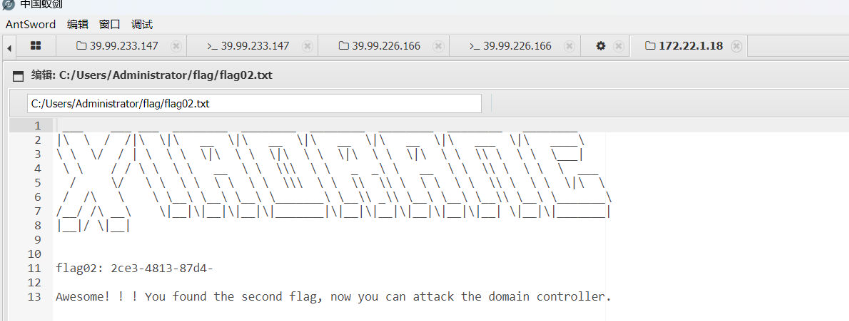 中国蚁剑
AntSword 编辑 窗口 调试
39.99.233.147 >_ 39.99.233.147 39.99.226.166 >_ 39.99.226.166 172.22.1.18
编辑: C:/Users/Administrator/flag/flag02.txt
C:/Users/Administrator/flag/flag02.txt
1
2
3
4
5
6
7
8
9
10
11 flag02: 2ce3-4813-87d4-
12
13 Awesome! ! ! You found the second flag, now you can attack the domain controller.